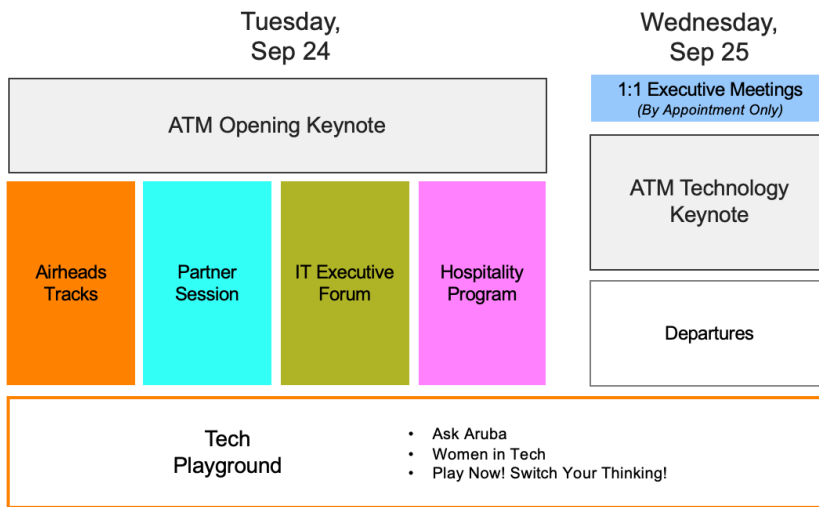 Tuesday,
Sep 24
Wednesday,
Sep 25
ATM Opening Keynote
1:1 Executive Meetings
(By Appointment Only)
ATM Technology
Keynote
Airheads
Tracks
Partner
Session
IT Executive
Forum
Hospitality
Program
Departures
Tech
Playground
• Ask Aruba
• Women in Tech
• Play Now! Switch Your Thinking!